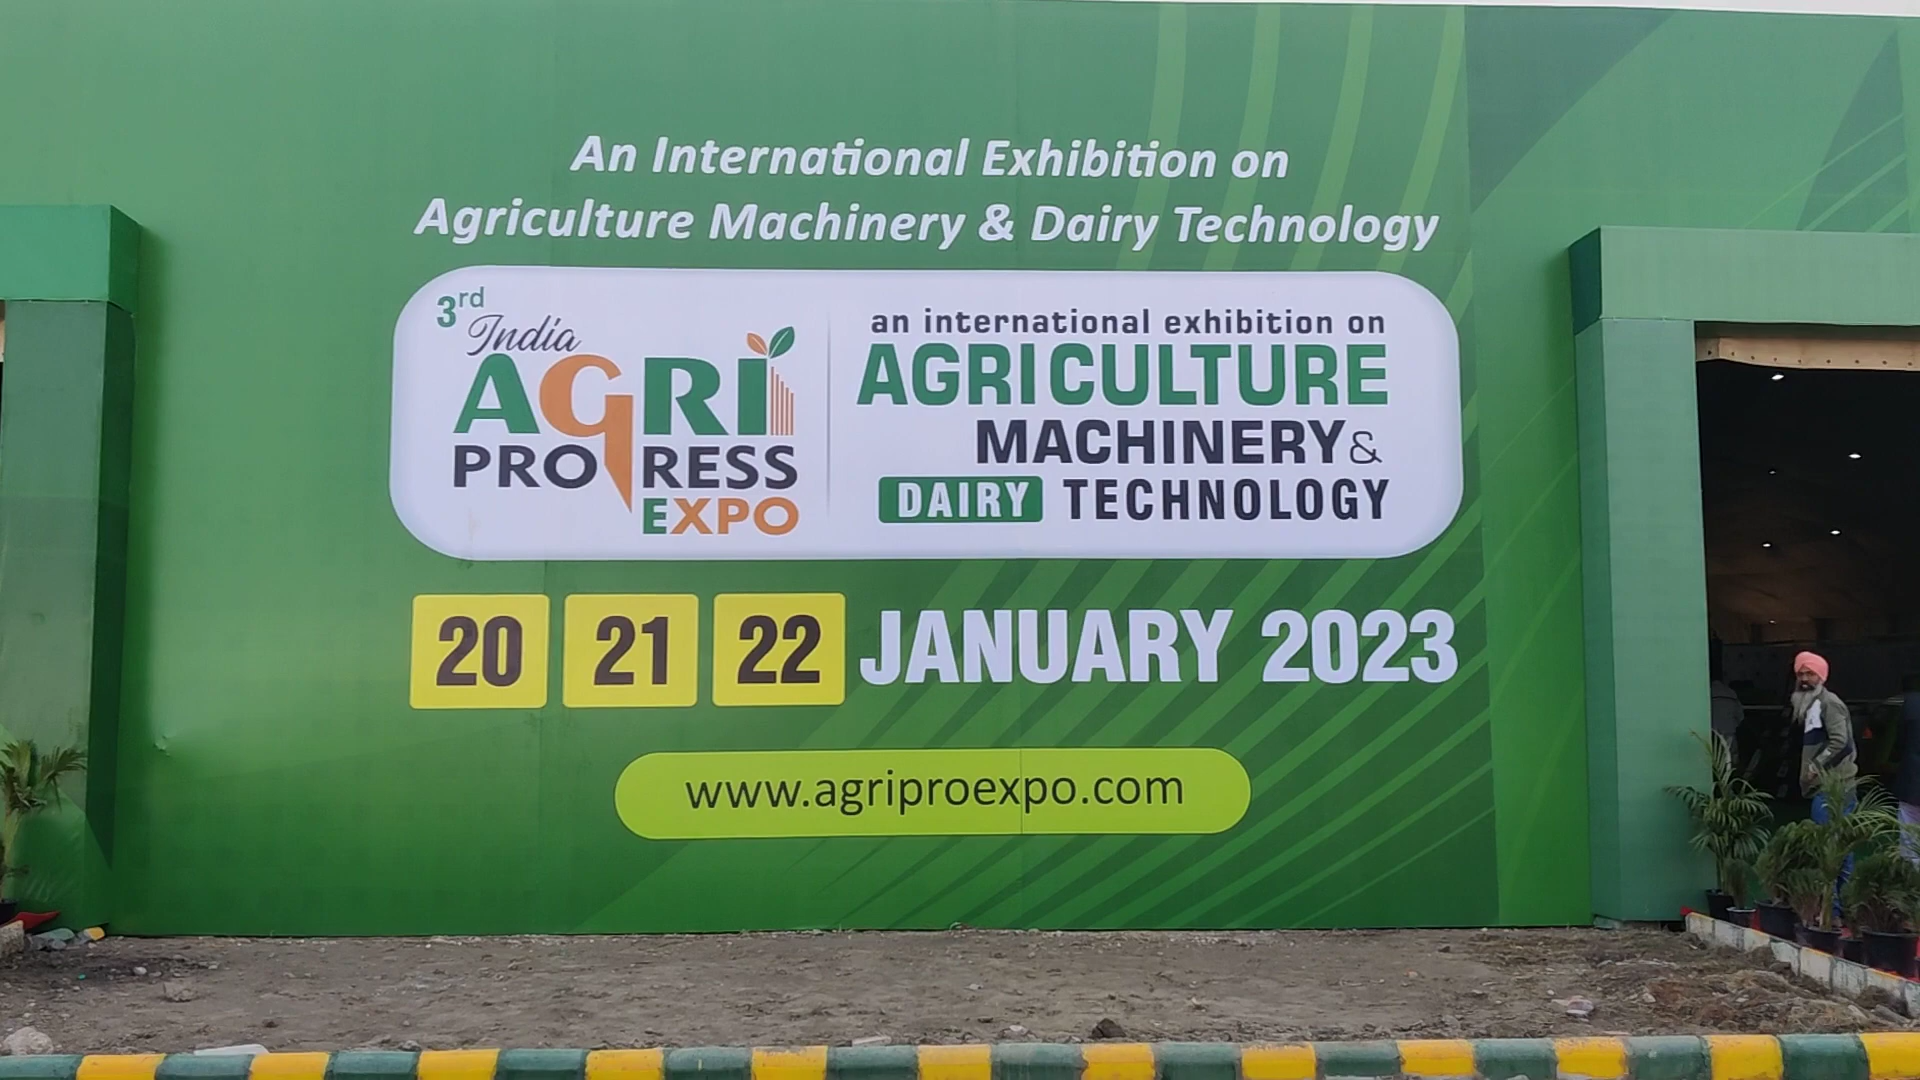 An International Exhibition on
Agriculture Machinery & Dairy Technology
3rd
India
AGRI
PROGRESS
EXPO
an international exhibition on
AGRICULTURE
MACHINERY &
DAIRY TECHNOLOGY
20 21 22 JANUARY 2023
www.agriproexpo.com